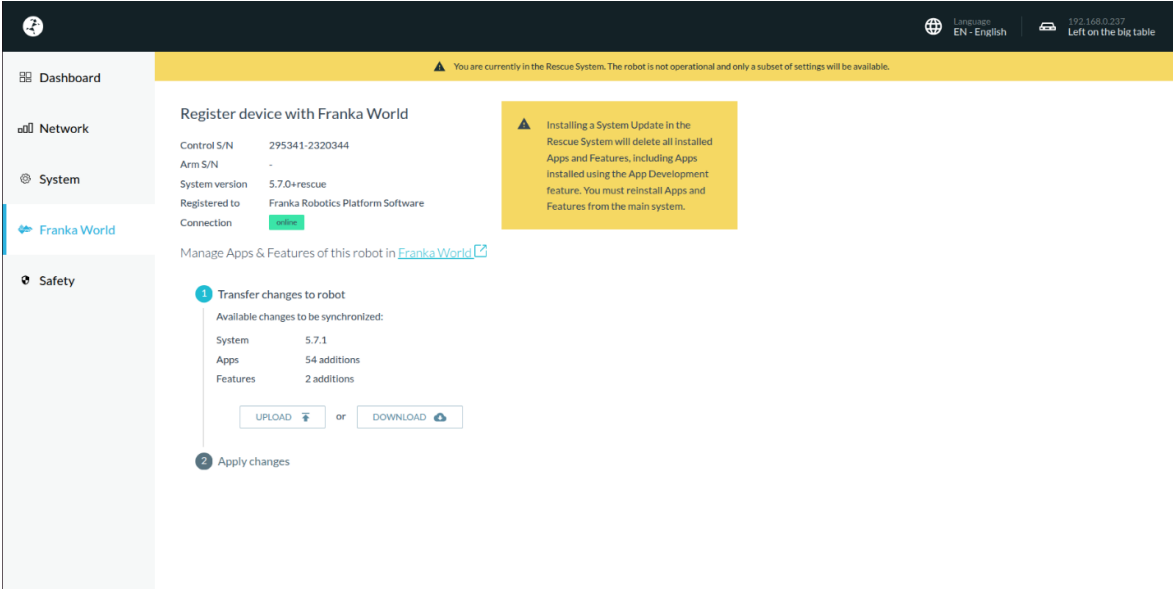 Language
EN - English
192.168.0.237
Left on the big table
Dashboard
Network
System
Franka World
Safety
You are currently in the Rescue System. The robot is not operational and only a subset of settings will be available.
Register device with Franka World
Control S/N 295341-2320344
Arm S/N -
System version 5.7.0+rescue
Registered to Franka Robotics Platform Software
Connection online
Installing a System Update in the
Rescue System will delete all installed
Apps and Features, including Apps
installed using the App Development
feature. You must reinstall Apps and
Features from the main system.
Manage Apps & Features of this robot in Franka World
1 Transfer changes to robot
Available changes to be synchronized:
System 5.7.1
Apps 54 additions
Features 2 additions
UPLOAD or DOWNLOAD
2 Apply changes